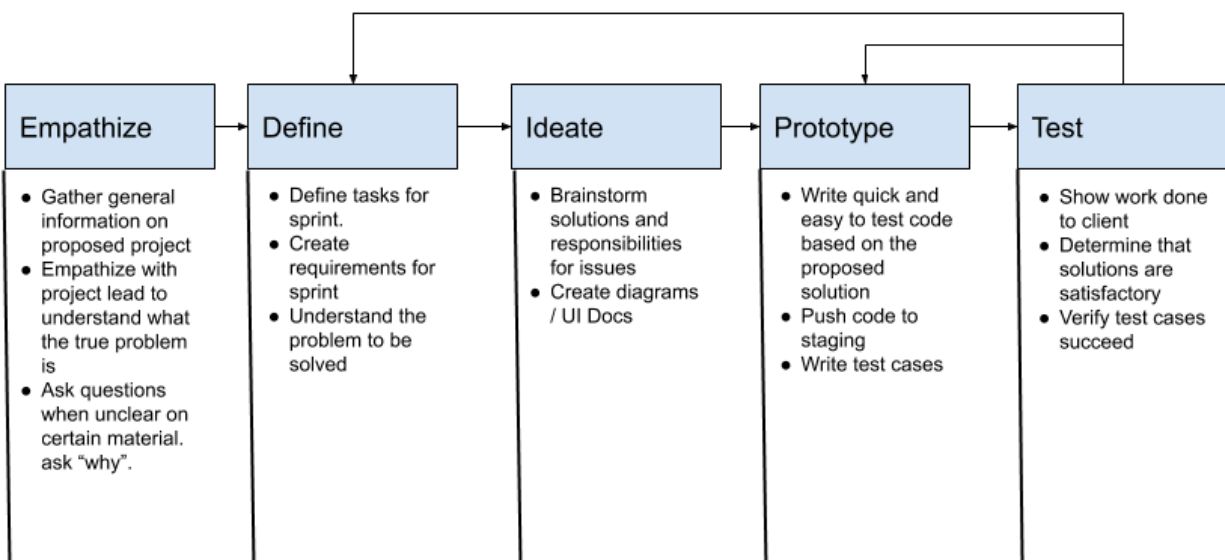 Empathize
Define
Ideate
Prototype
Test
● Gather general
information on
proposed project
● Empathize with
project lead to
understand what
the true problem
is
● Ask questions
when unclear on
certain material.
ask “why”.
● Define tasks for
sprint.
● Create
requirements for
sprint
● Understand the
problem to be
solved
● Brainstorm
solutions and
responsibilities
for issues
● Create diagrams
/ UI Docs
● Write quick and
easy to test code
based on the
proposed
solution
● Push code to
staging
● Write test cases
● Show work done
to client
● Determine that
solutions are
satisfactory
● Verify test cases
succeed